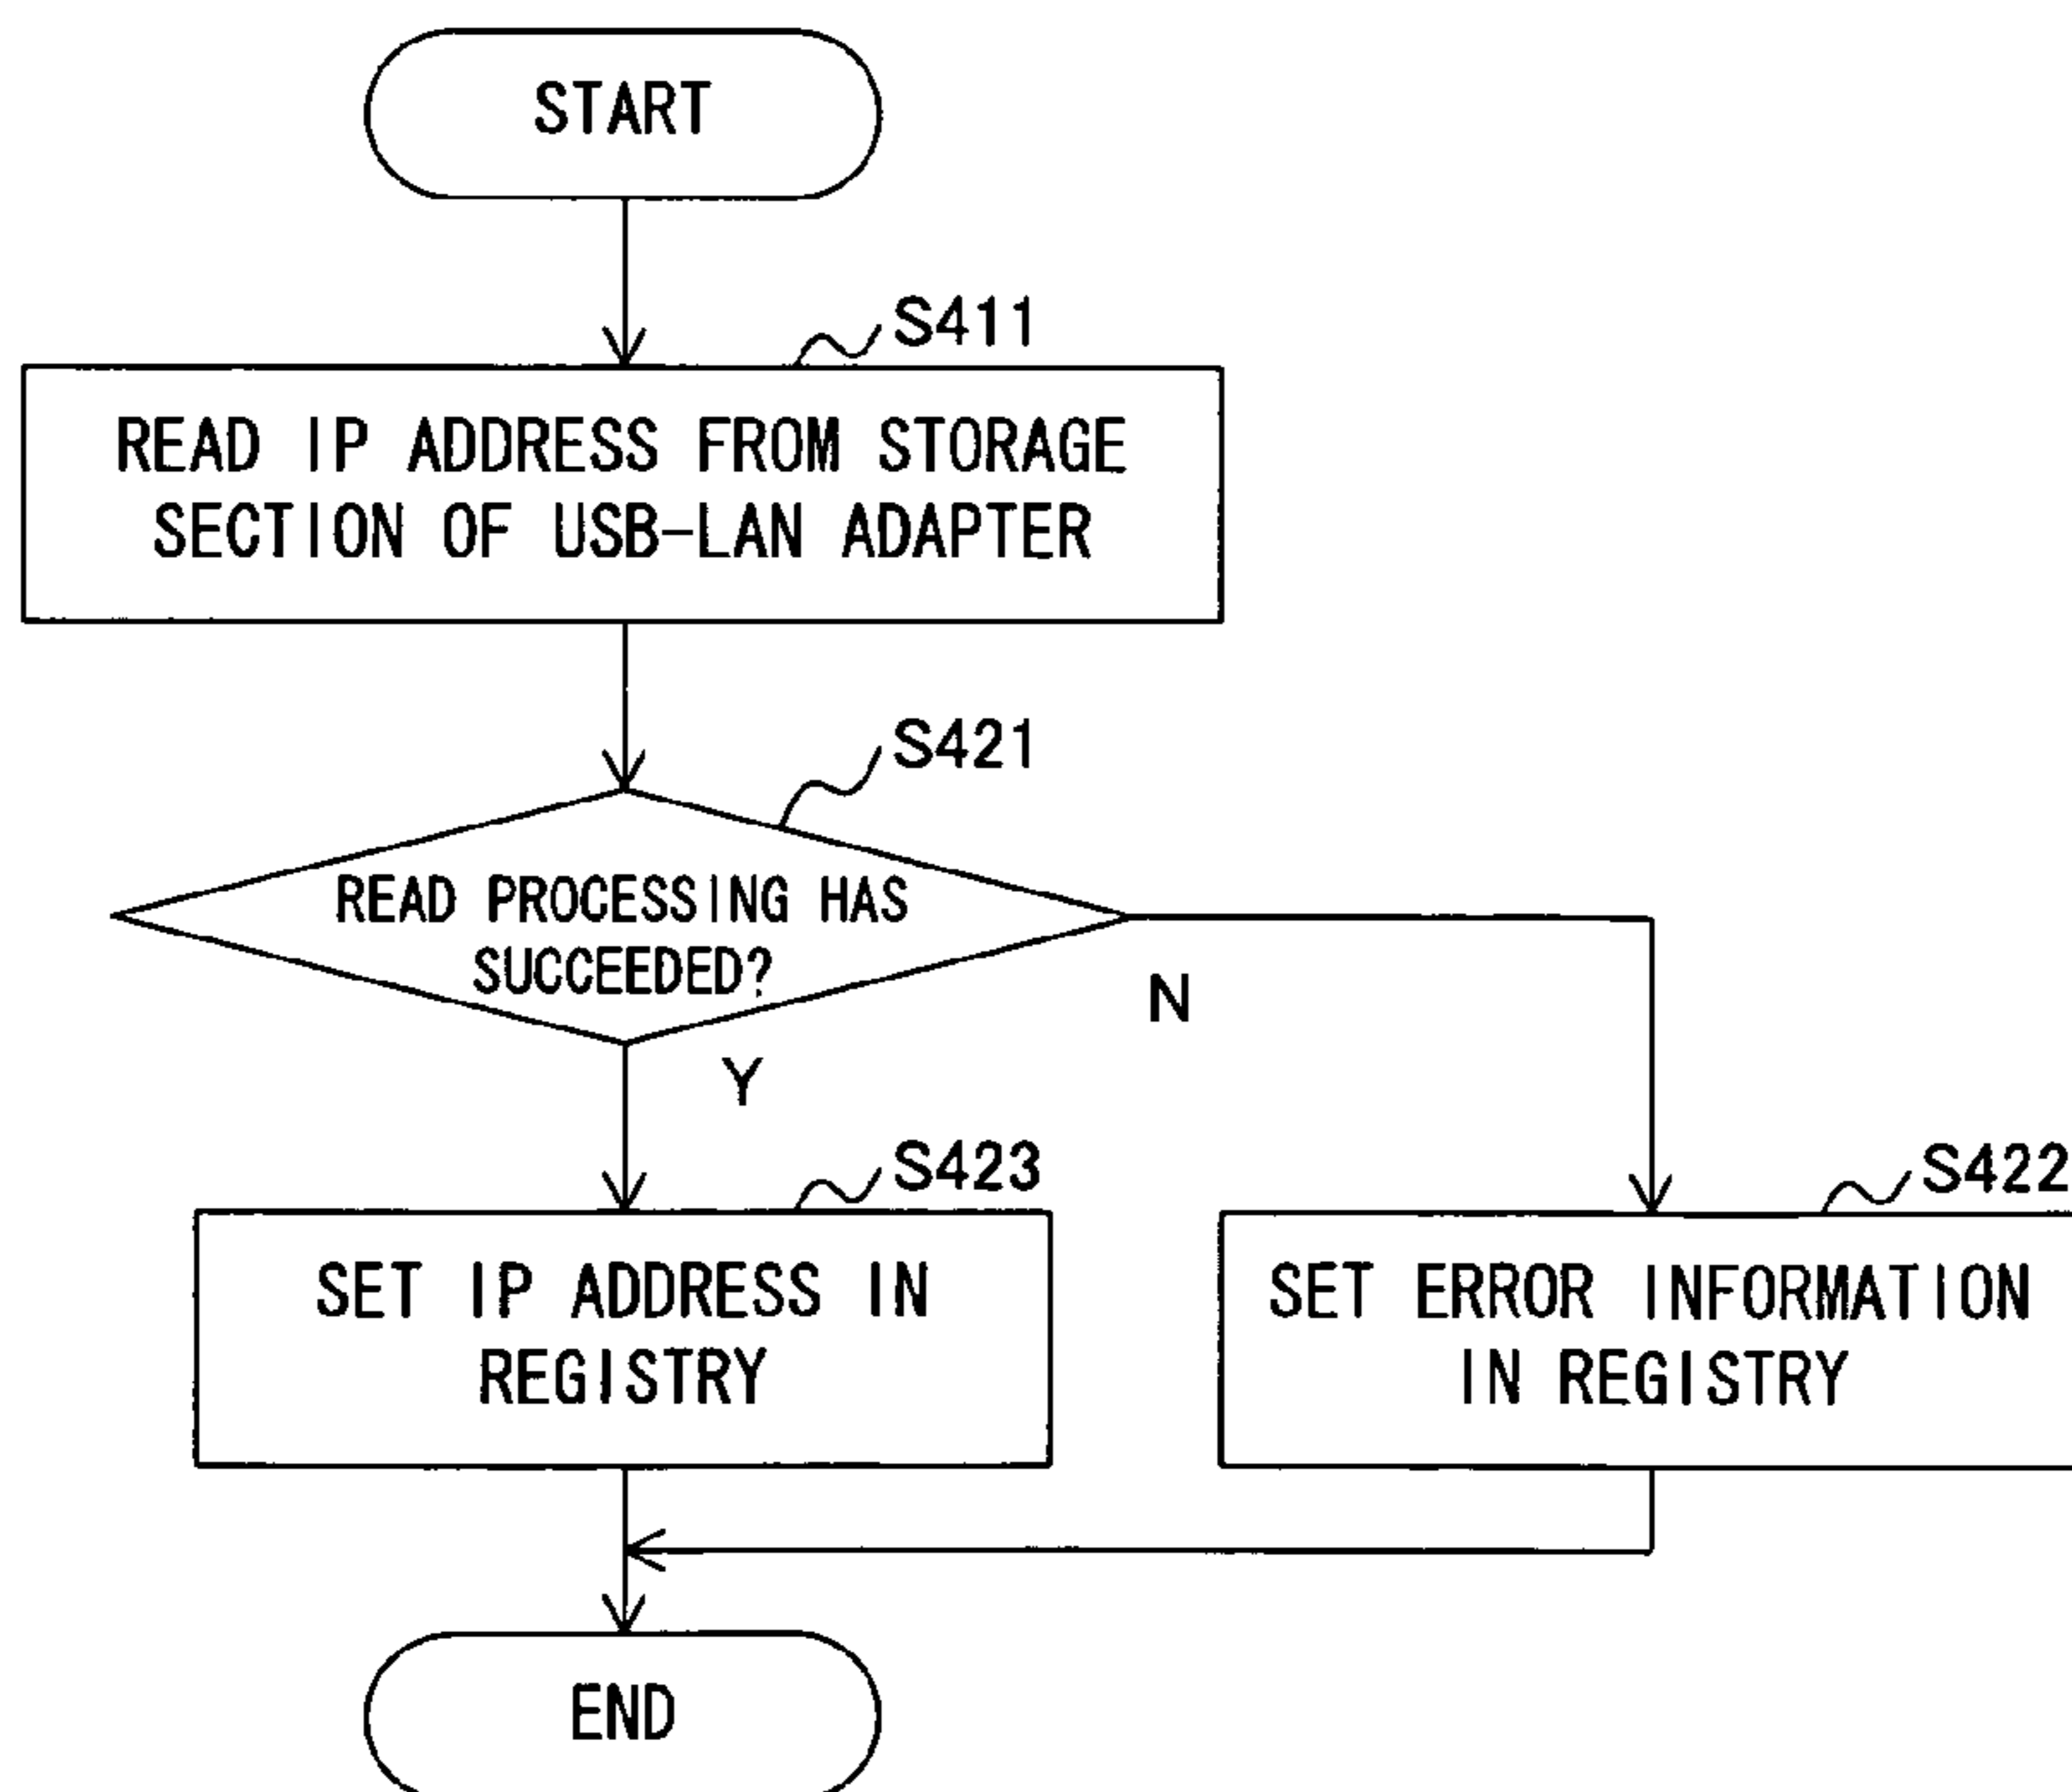 START
S411
READ IP ADDRESS FROM STORAGE
SECTION OF USB-LAN ADAPTER
S421
READ PROCESSING HAS
SUCCEEDED?
N
Y
S423
SET IP ADDRESS IN
REGISTRY
S422
SET ERROR INFORMATION
IN REGISTRY
END